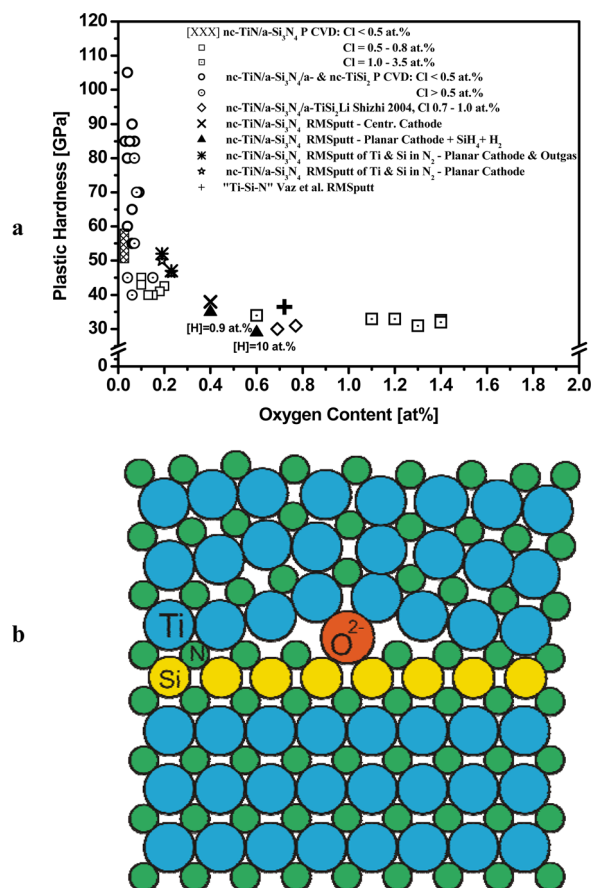 [XXX] nc-TiN/a-Si3N4 P CVD: Cl < 0.5 at.%
Cl = 0.5 - 0.8 at.%
Cl = 1.0 - 3.5 at.%
nc-TiN/a-Si3N4/a- & nc-TiSi2 P CVD: Cl < 0.5 at.%
Cl > 0.5 at.%
nc-TiN/a-Si3N4/a-TiSi2 Li Shizhi 2004, Cl 0.7 - 1.0 at.%
nc-TiN/a-Si3N4 RMSputt - Centr. Cathode
nc-TiN/a-Si3N4 RMSputt - Planar Cathode + SiH4 + H2
nc-TiN/a-Si3N4 RMSputt of Ti & Si in N2 - Planar Cathode & Outgas
nc-TiN/a-Si3N4 RMSputt of Ti & Si in N2 - Planar Cathode
"Ti-Si-N" Vaz et al. RMSputt
Plastic Hardness [GPa]
120
110
100
90
80
70
60
50
40
30
0
a
[H]=0.9 at.%
[H]=10 at.%
0.0 0.2 0.4 0.6 0.8 1.0 1.2 1.4 1.6 1.8 2.0
Oxygen Content [at%]
b
Ti
O2-
N
Si